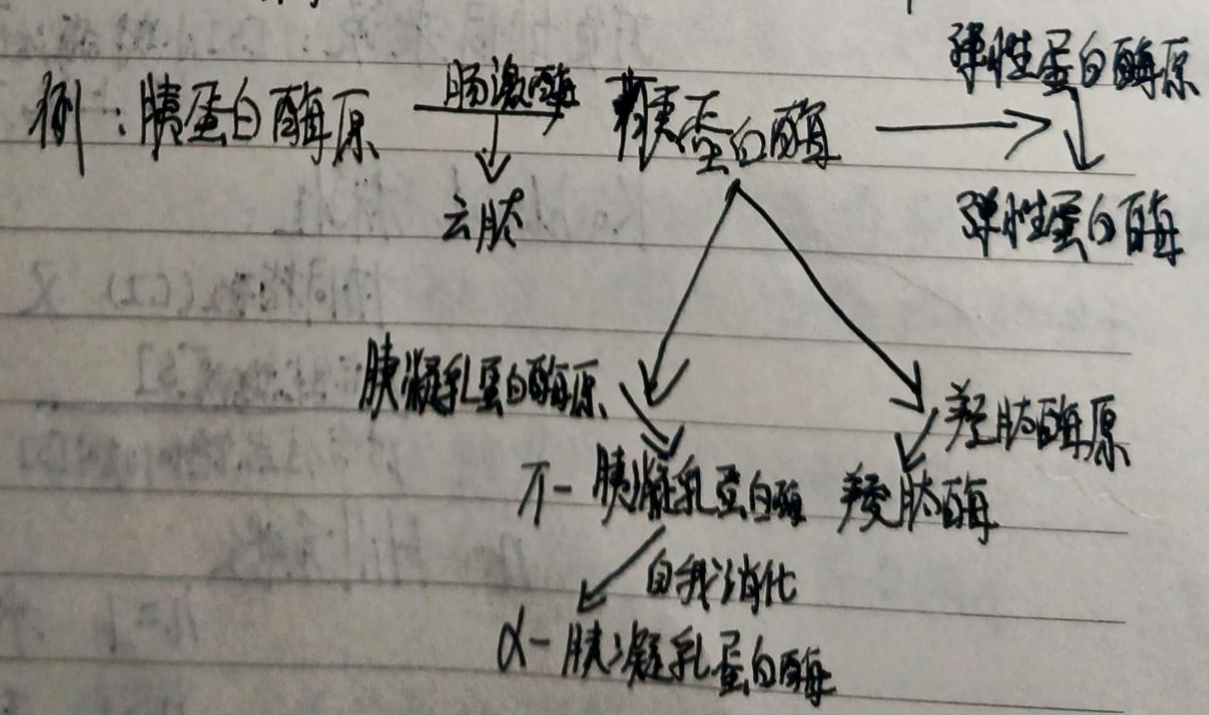 弹性蛋白酶原
例：胰蛋白酶原 肠激酶 胰蛋白酶
六肽
弹性蛋白酶
胰凝乳蛋白酶原
羟肽酶原
π-胰凝乳蛋白酶 羧肽酶
自我消化
α-胰凝乳蛋白酶